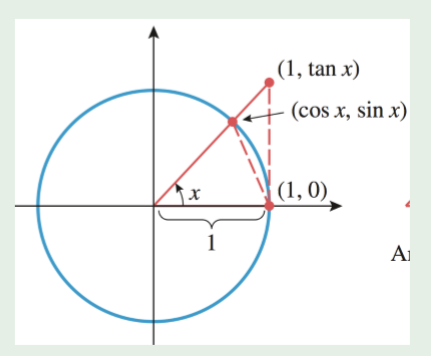 (1, tan x)
(cos x, sin x)
x
(1, 0)
1